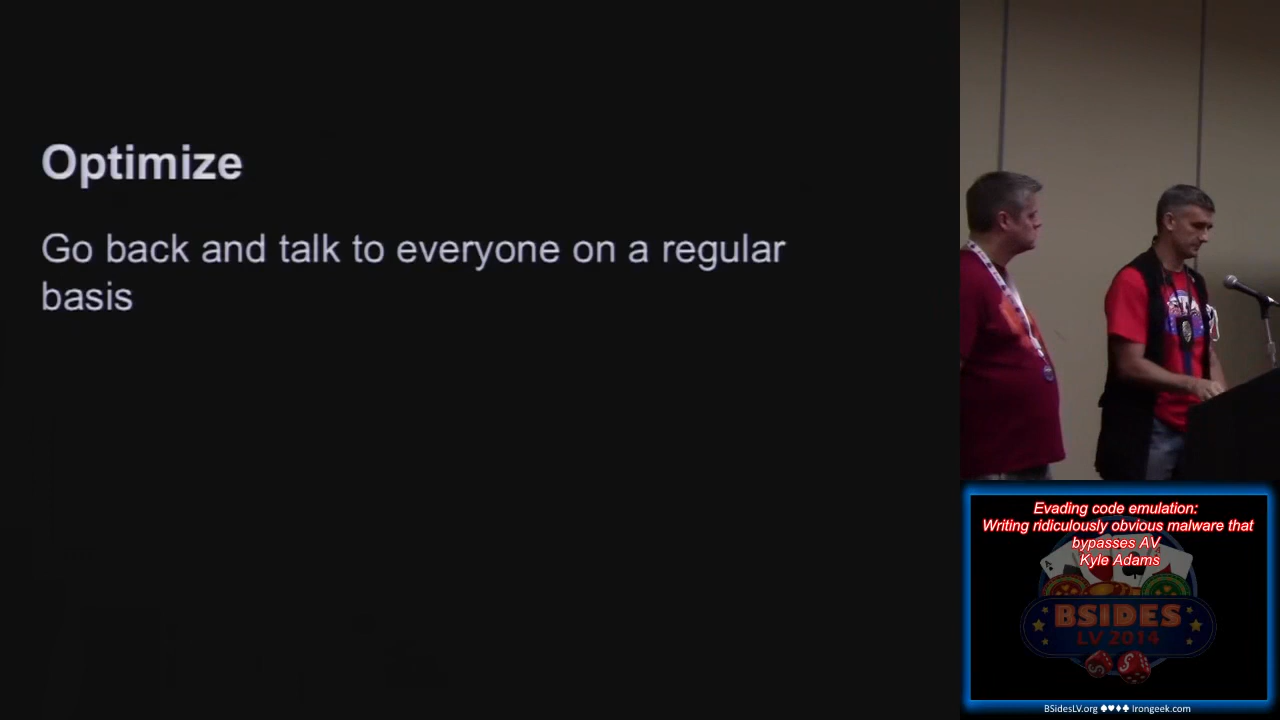 Optimize
Go back and talk to everyone on a regular
basis
Evading code emulation:
Writing ridiculously obvious malware that
bypasses AV
Kyle Adams
BSIDES
LV 2014
BSidesLV.org ♠♥♦♣ Irongeek.com